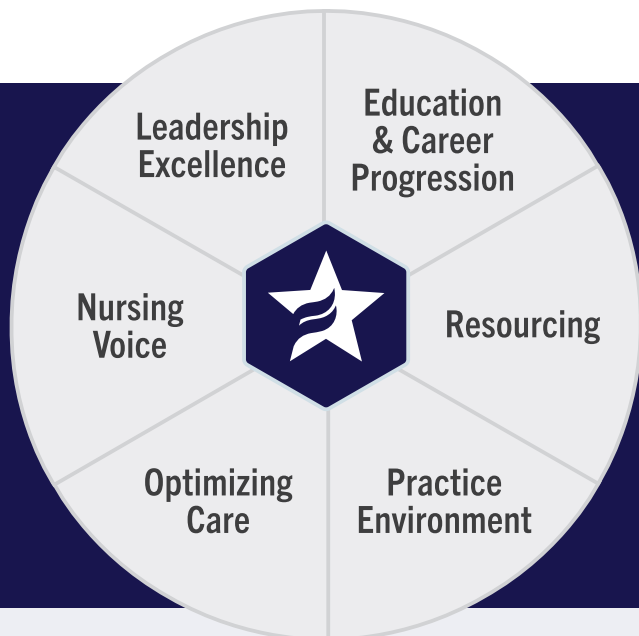 Leadership
Excellence
Education
& Career
Progression
Nursing
Voice
Resourcing
Optimizing
Care
Practice
Environment